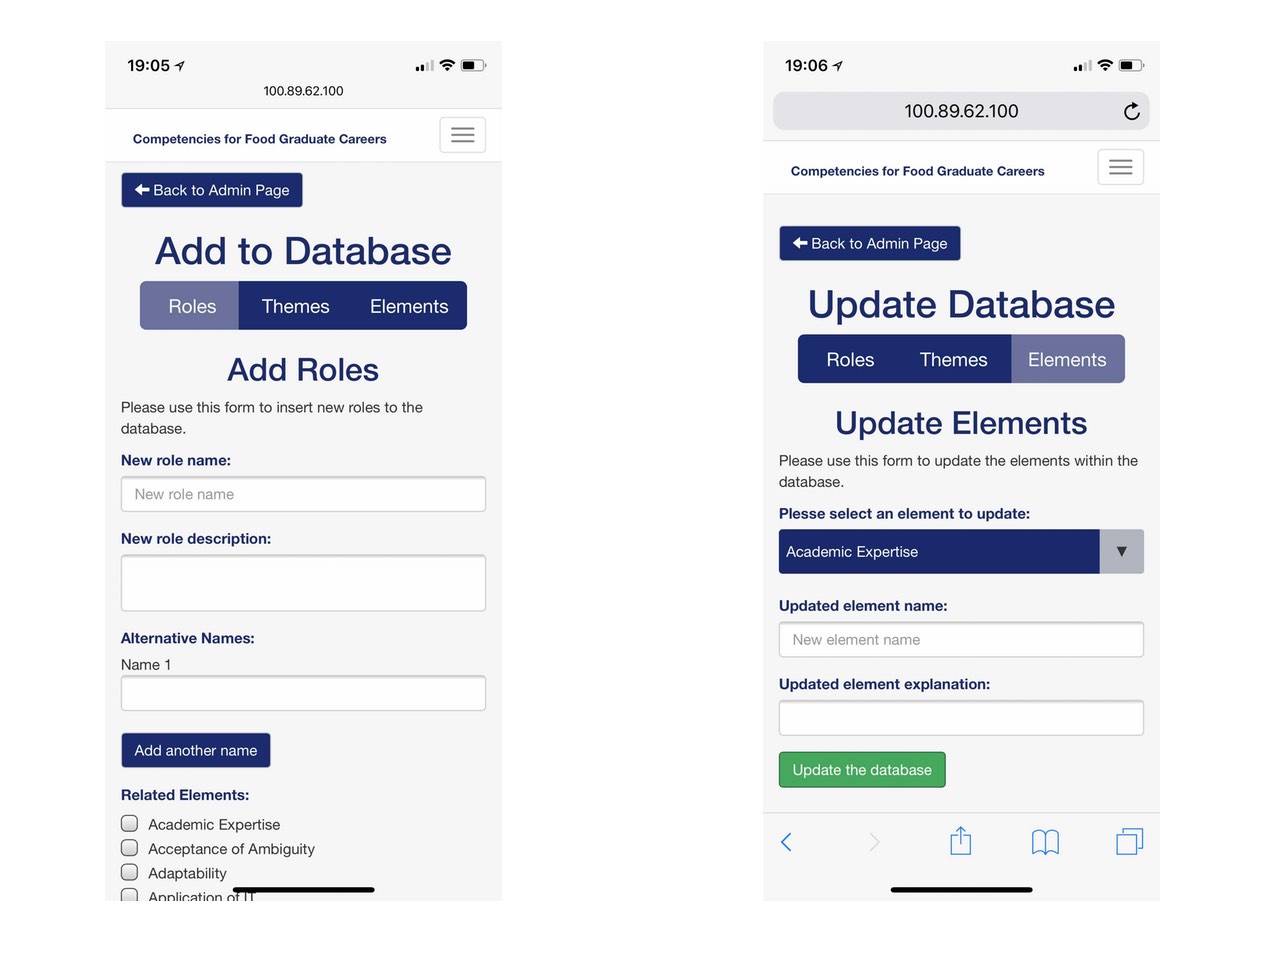 19:05
100.89.62.100
Competencies for Food Graduate Careers
Back to Admin Page
Add to Database
Roles Themes Elements
Add Roles
Please use this form to insert new roles to the
database.
New role name:
New role name
New role description:
Alternative Names:
Name 1
Add another name
Related Elements:
Academic Expertise
Acceptance of Ambiguity
Adaptability
Application of IT
19:06
100.89.62.100
Competencies for Food Graduate Careers
Back to Admin Page
Update Database
Roles Themes Elements
Update Elements
Please use this form to update the elements within the
database.
Plesse select an element to update:
Academic Expertise
Updated element name:
New element name
Updated element explanation:
Update the database